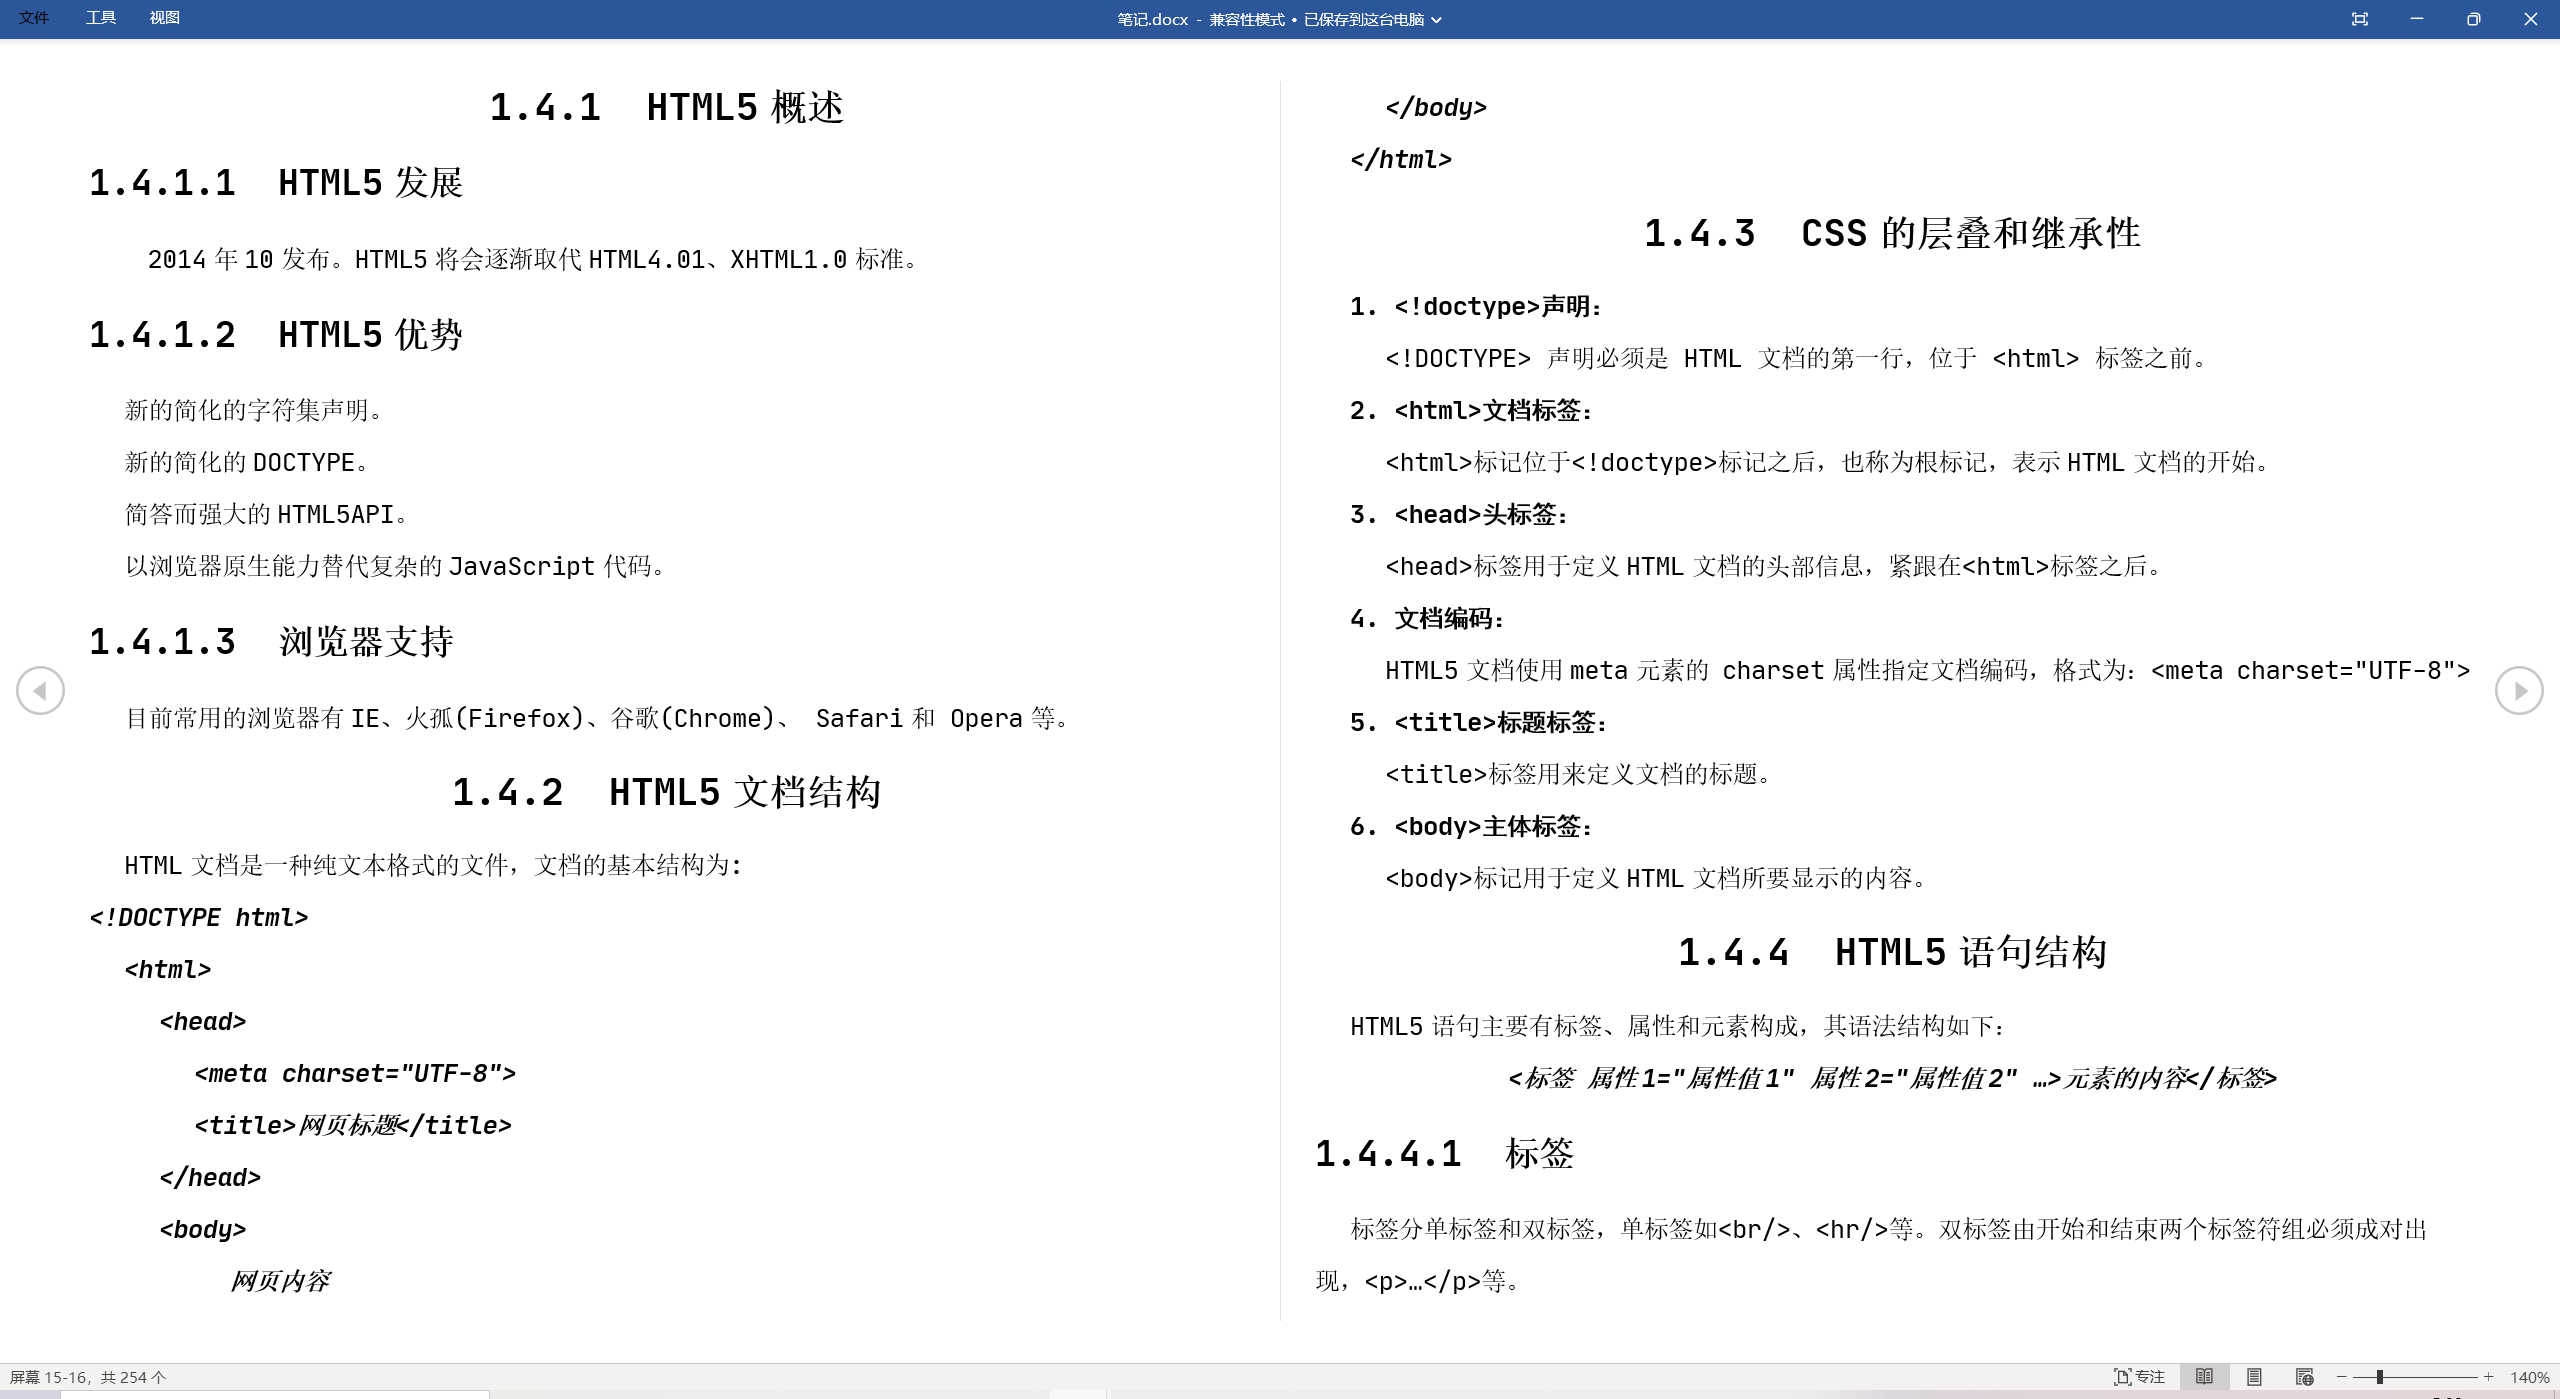 文件 工具 视图 笔记.docx - 兼容性模式 • 已保存到这台电脑
1.4.1 HTML5 概述
1.4.1.1 HTML5 发展
2014 年 10 发布。HTML5 将会逐渐取代 HTML4.01、XHTML1.0 标准。
1.4.1.2 HTML5 优势
新的简化的字符集声明。
新的简化的 DOCTYPE。
简答而强大的 HTML5API。
以浏览器原生能力替代复杂的 JavaScript 代码。
1.4.1.3 浏览器支持
目前常用的浏览器有 IE、火孤(Firefox)、谷歌(Chrome)、 Safari 和 Opera 等。
1.4.2 HTML5 文档结构
HTML 文档是一种纯文本格式的文件，文档的基本结构为:
<!DOCTYPE html>
<html>
<head>
<meta charset="UTF-8">
<title>网页标题</title>
</head>
<body>
网页内容
</body>
</html>
1.4.3 CSS 的层叠和继承性
1. <!doctype>声明：
<!DOCTYPE> 声明必须是 HTML 文档的第一行，位于 <html> 标签之前。
2. <html>文档标签：
<html>标记位于<!doctype>标记之后，也称为根标记，表示 HTML 文档的开始。
3. <head>头标签：
<head>标签用于定义 HTML 文档的头部信息，紧跟在<html>标签之后。
4. 文档编码：
HTML5 文档使用 meta 元素的 charset 属性指定文档编码，格式为：<meta charset="UTF-8">
5. <title>标题标签：
<title>标签用来定义文档的标题。
6. <body>主体标签：
<body>标记用于定义 HTML 文档所要显示的内容。
1.4.4 HTML5 语句结构
HTML5 语句主要有标签、属性和元素构成，其语法结构如下：
<标签 属性 1="属性值 1" 属性 2="属性值 2" …>元素的内容</标签>
1.4.4.1 标签
标签分单标签和双标签，单标签如<br/>、<hr/>等。双标签由开始和结束两个标签符组必须成对出
现，<p>…</p>等。
屏幕 15-16，共 254 个 专注 140%